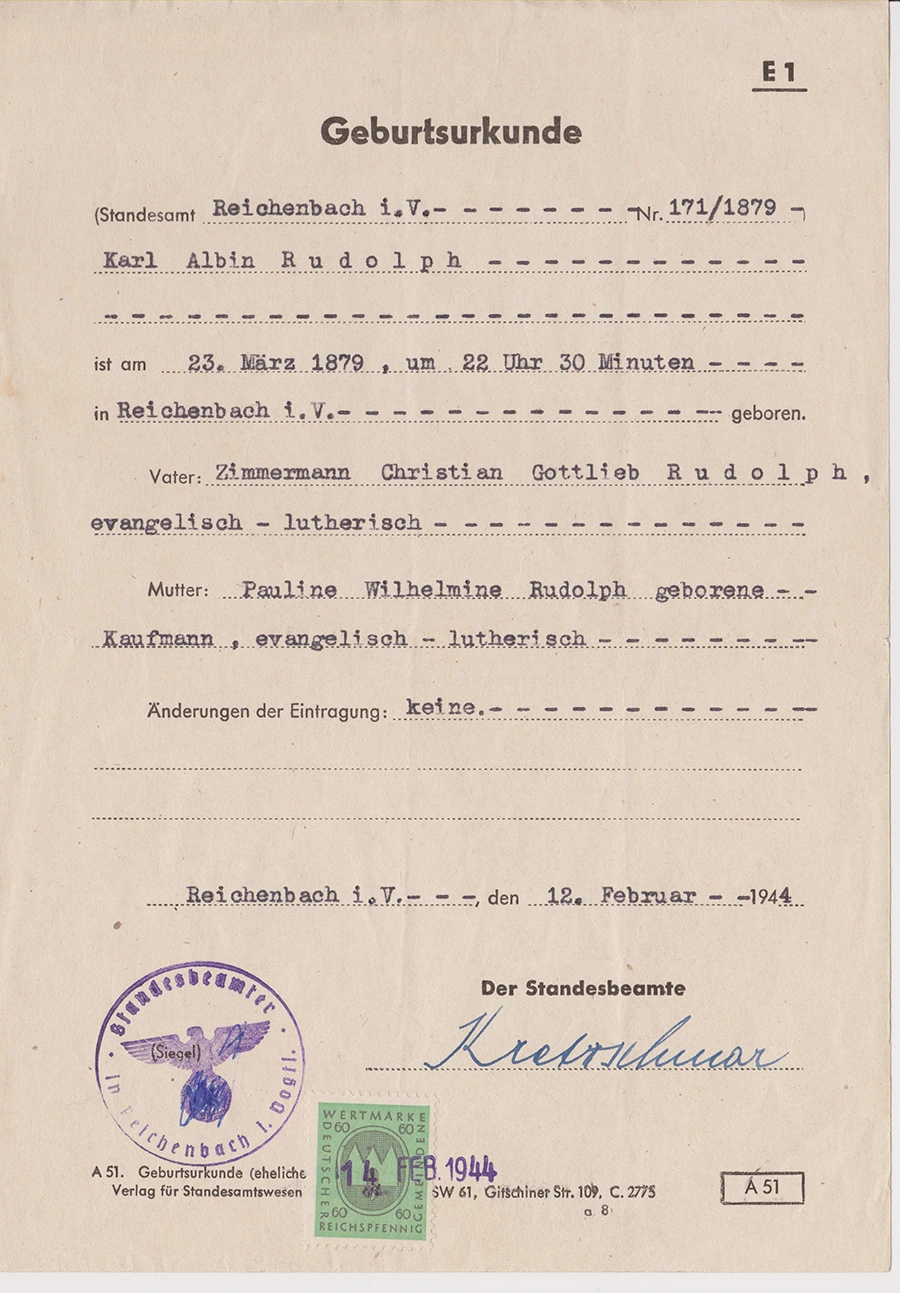 E 1
Geburtsurkunde
(Standesamt Reichenbach i.V.- - - - - - - - Nr. 171/1879 -)
Karl Albin R u d o l p h - - - - - - - - - - - -
- - - - - - - - - - - - - - - - - - - - - - - - - -
ist am 23. März 1879 , um 22 Uhr 30 Minuten - - - -
in Reichenbach i.V.- - - - - - - - - - - - - - - geboren.
Vater: Zimmermann Christian Gottlieb R u d o l p h ,
evangelisch - lutherisch - - - - - - - - - - - - - -
Mutter: Pauline Wilhelmine Rudolph geborene - -
Kaufmann , evangelisch - lutherisch - - - - - - - -
Änderungen der Eintragung: keine.- - - - - - - - - - - -
Reichenbach i.V.- - -, den 12. Februar - -1944
Der Standesbeamte
Kretzschmar
Standesbeamter
in Reichenbach i. Vogtl.
(Siegel)
WERTMARKE
60 60
DEUTSCHER
GEMEINDEN
60 60
REICHSPFENNIG
14 FEB. 1944
A 51. Geburtsurkunde (eheliche
Verlag für Standesamtswesen SW 61, Gitschiner Str. 109, C. 2775
a 8
A 51